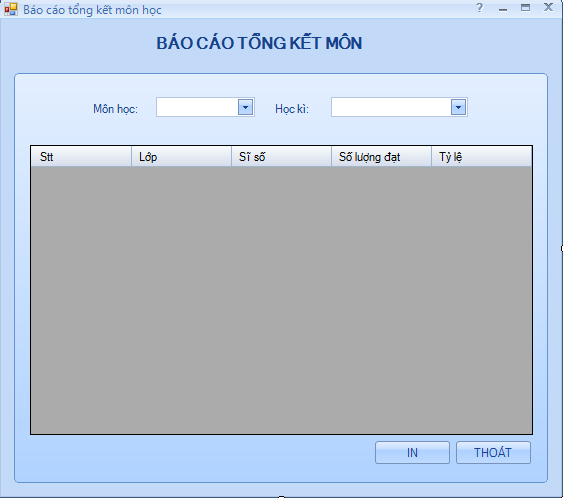 Báo cáo tổng kết môn học
BÁO CÁO TỔNG KẾT MÔN
Môn học: Học kì:
Stt Lớp Sĩ số Số lượng đạt Tỷ lệ
IN THOÁT